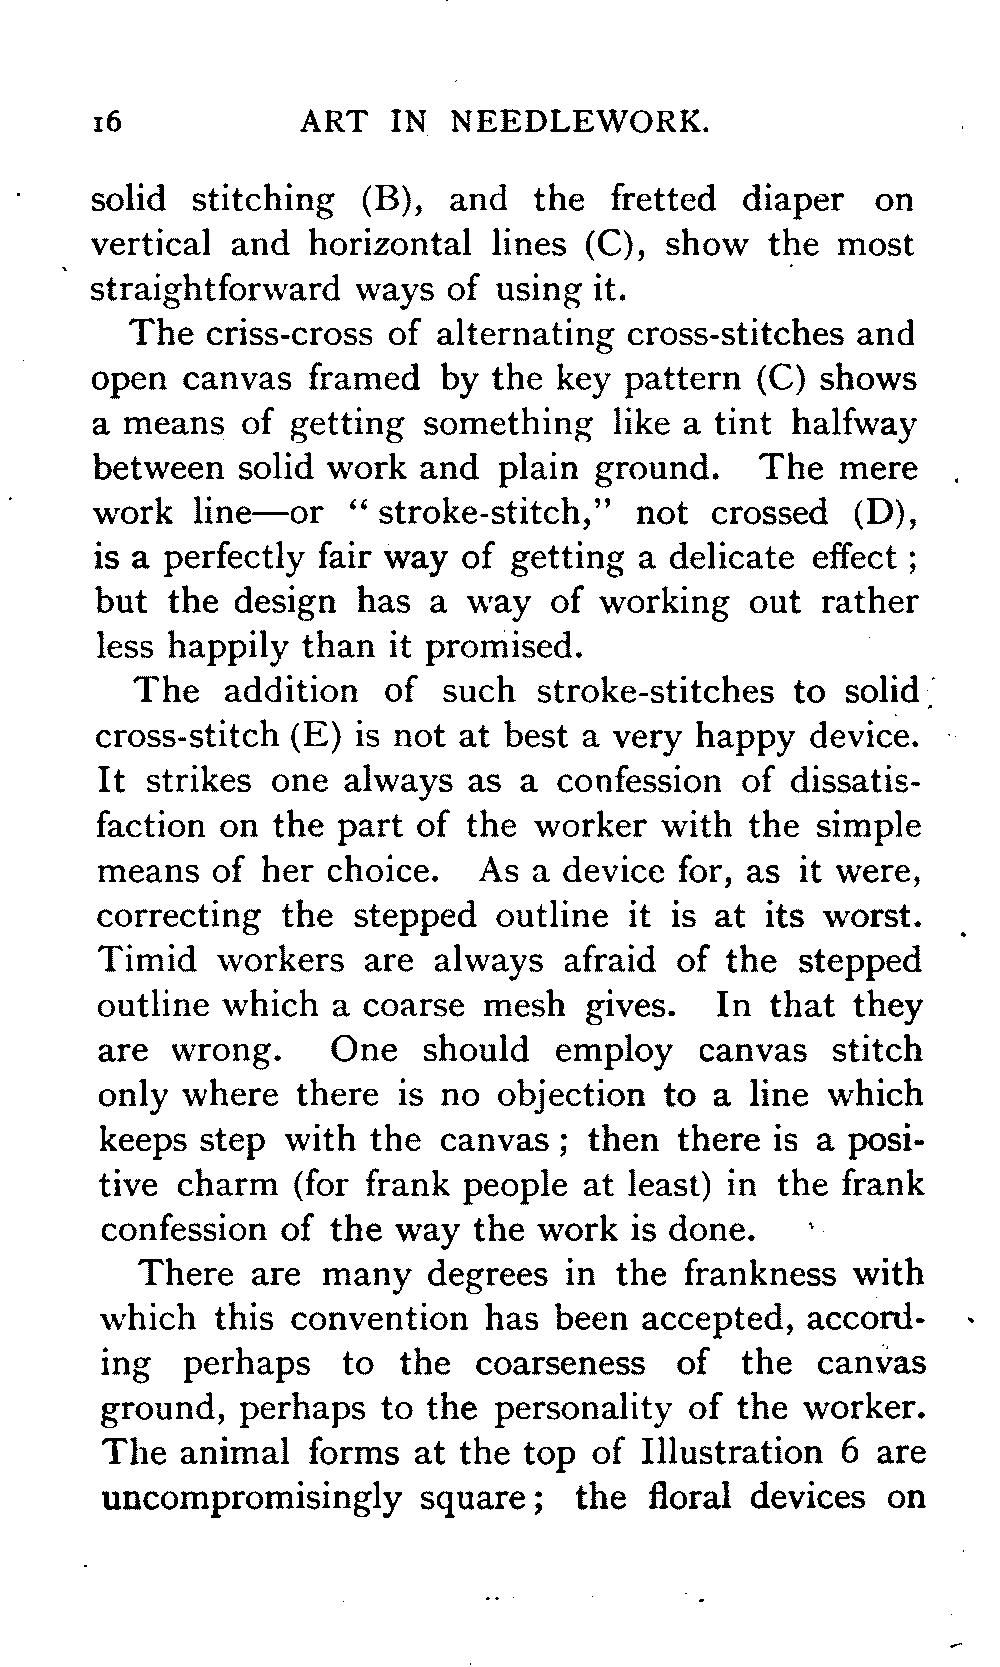 16 ART IN NEEDLEWORK.
solid stitching (B), and the fretted diaper on
vertical and horizontal lines (C), show the most
straightforward ways of using it.
The criss-cross of alternating cross-stitches and
open canvas framed by the key pattern (C) shows
a means of getting something like a tint halfway
between solid work and plain ground. The mere
work line—or “ stroke-stitch,” not crossed (D),
is a perfectly fair way of getting a delicate effect ;
but the design has a way of working out rather
less happily than it promised.
The addition of such stroke-stitches to solid
cross-stitch (E) is not at best a very happy device.
It strikes one always as a confession of dissatis-
faction on the part of the worker with the simple
means of her choice. As a device for, as it were,
correcting the stepped outline it is at its worst.
Timid workers are always afraid of the stepped
outline which a coarse mesh gives. In that they
are wrong. One should employ canvas stitch
only where there is no objection to a line which
keeps step with the canvas ; then there is a posi-
tive charm (for frank people at least) in the frank
confession of the way the work is done.
There are many degrees in the frankness with
which this convention has been accepted, accord-
ing perhaps to the coarseness of the canvas
ground, perhaps to the personality of the worker.
The animal forms at the top of Illustration 6 are
uncompromisingly square ; the floral devices on